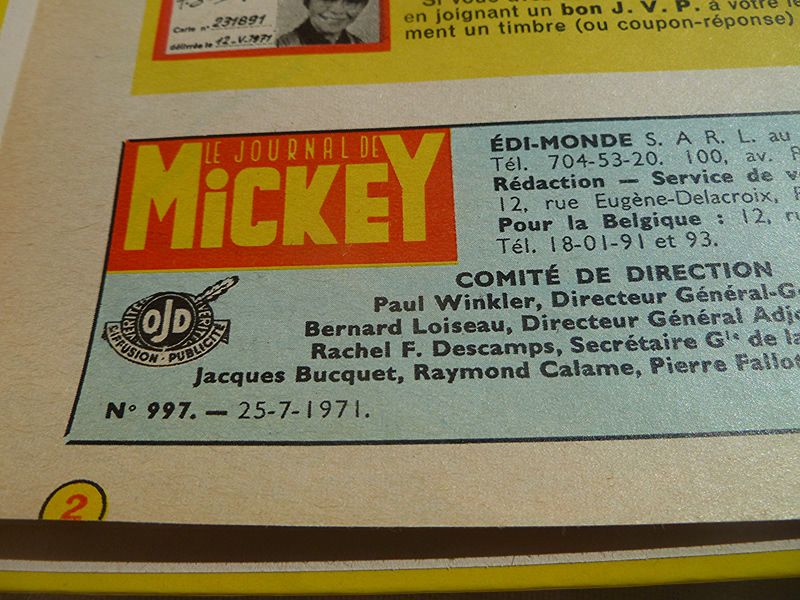 Carte n° 231891
délivrée le 12-V-1971
en joignant un bon J. V. P. à votre
ment un timbre (ou coupon-réponse)
LE JOURNAL DE
MiCKEY
ÉDI-MONDE S. A R. L. au
Tél. 704-53-20. 100, av.
Rédaction — Service de
12, rue Eugène-Delacroix,
Pour la Belgique : 12,
Tél. 18-01-91 et 93.
COMITÉ DE DIRECTION
Paul Winkler, Directeur Général-G
Bernard Loiseau, Directeur Général Adj
Rachel F. Descamps, Secrétaire Gle de la
Jacques Bucquet, Raymond Calame, Pierre Fallot
OJD
DIFFUSION · PUBLICITÉ
N° 997. — 25-7-1971.
2